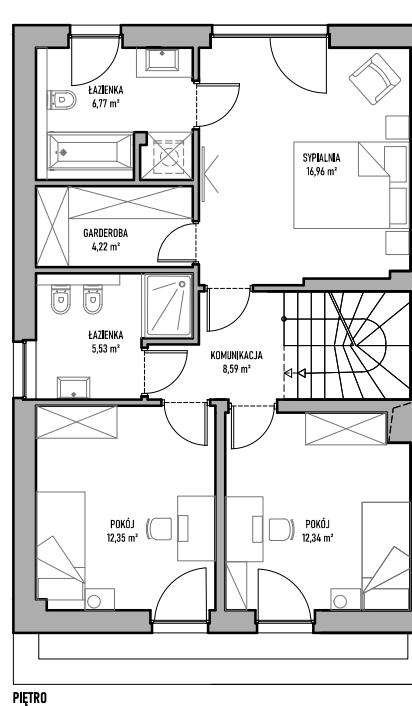 ŁAZIENKA
6,77 m²
SYPIALNIA
16,96 m²
GARDEROBA
4,22 m²
ŁAZIENKA
5,53 m²
KOMUNIKACJA
8,59 m²
POKÓJ
12,35 m²
POKÓJ
12,34 m²
PIĘTRO